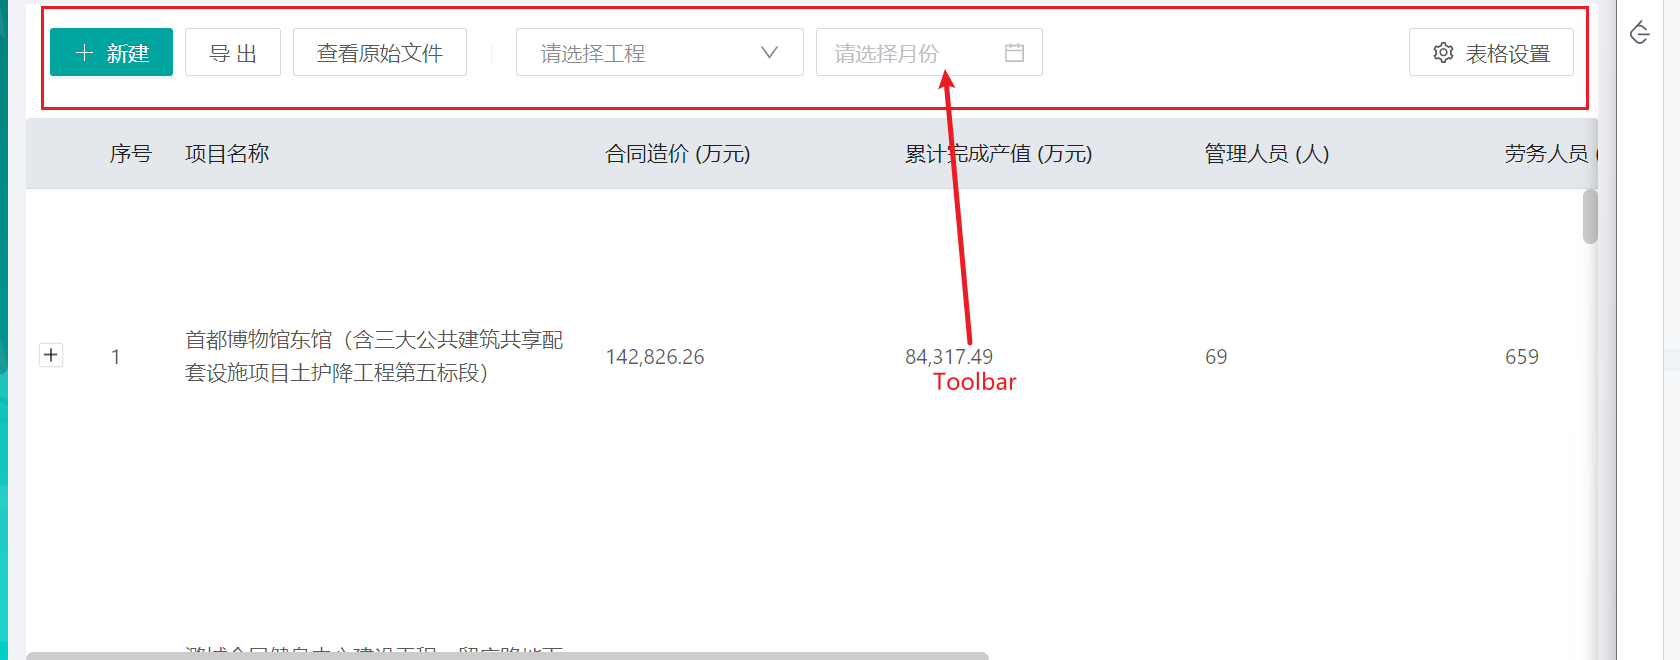 新建 导 出 查看原始文件 请选择工程 请选择月份 表格设置
序号 项目名称 合同造价 (万元) 累计完成产值 (万元) 管理人员 (人) 劳务人员 (
首都博物馆东馆（含三大公共建筑共享配
1 142,826.26 84,317.49 69 659
套设施项目土护降工程第五标段）
Toolbar